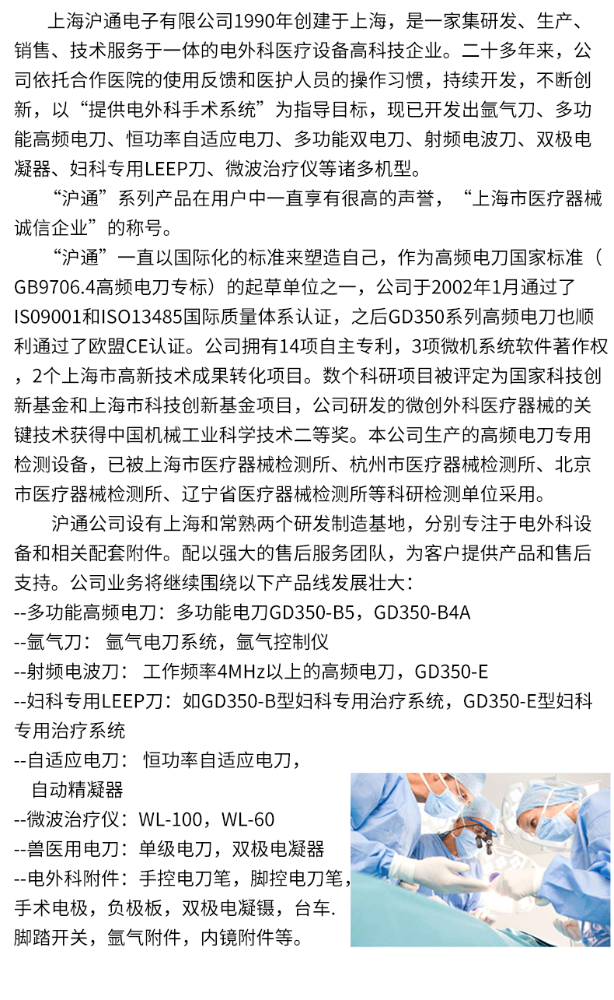 上海沪通电子有限公司1990年创建于上海，是一家集研发、生产、
销售、技术服务于一体的电外科医疗设备高科技企业。二十多年来，公
司依托合作医院的使用反馈和医护人员的操作习惯，持续开发，不断创
新，以“提供电外科手术系统”为指导目标，现已开发出氩气刀、多功
能高频电刀、恒功率自适应电刀、多功能双电刀、射频电波刀、双极电
凝器、妇科专用LEEP刀、微波治疗仪等诸多机型。
“沪通”系列产品在用户中一直享有很高的声誉，“上海市医疗器械
诚信企业”的称号。
“沪通”一直以国际化的标准来塑造自己，作为高频电刀国家标准（
GB9706.4高频电刀专标）的起草单位之一，公司于2002年1月通过了
IS09001和ISO13485国际质量体系认证，之后GD350系列高频电刀也顺
利通过了欧盟CE认证。公司拥有14项自主专利，3项微机系统软件著作权
，2个上海市高新技术成果转化项目。数个科研项目被评定为国家科技创
新基金和上海市科技创新基金项目，公司研发的微创外科医疗器械的关
键技术获得中国机械工业科学技术二等奖。本公司生产的高频电刀专用
检测设备，已被上海市医疗器械检测所、杭州市医疗器械检测所、北京
市医疗器械检测所、辽宁省医疗器械检测所等科研检测单位采用。
沪通公司设有上海和常熟两个研发制造基地，分别专注于电外科设
备和相关配套附件。配以强大的售后服务团队，为客户提供产品和售后
支持。公司业务将继续围绕以下产品线发展壮大：
--多功能高频电刀：多功能电刀GD350-B5，GD350-B4A
--氩气刀： 氩气电刀系统，氩气控制仪
--射频电波刀： 工作频率4MHz以上的高频电刀，GD350-E
--妇科专用LEEP刀：如GD350-B型妇科专用治疗系统，GD350-E型妇科
专用治疗系统
--自适应电刀： 恒功率自适应电刀，
自动精凝器
--微波治疗仪：WL-100，WL-60
--兽医用电刀：单级电刀，双极电凝器
--电外科附件：手控电刀笔，脚控电刀笔，
手术电极，负极板，双极电凝镊，台车.
脚踏开关，氩气附件，内镜附件等。